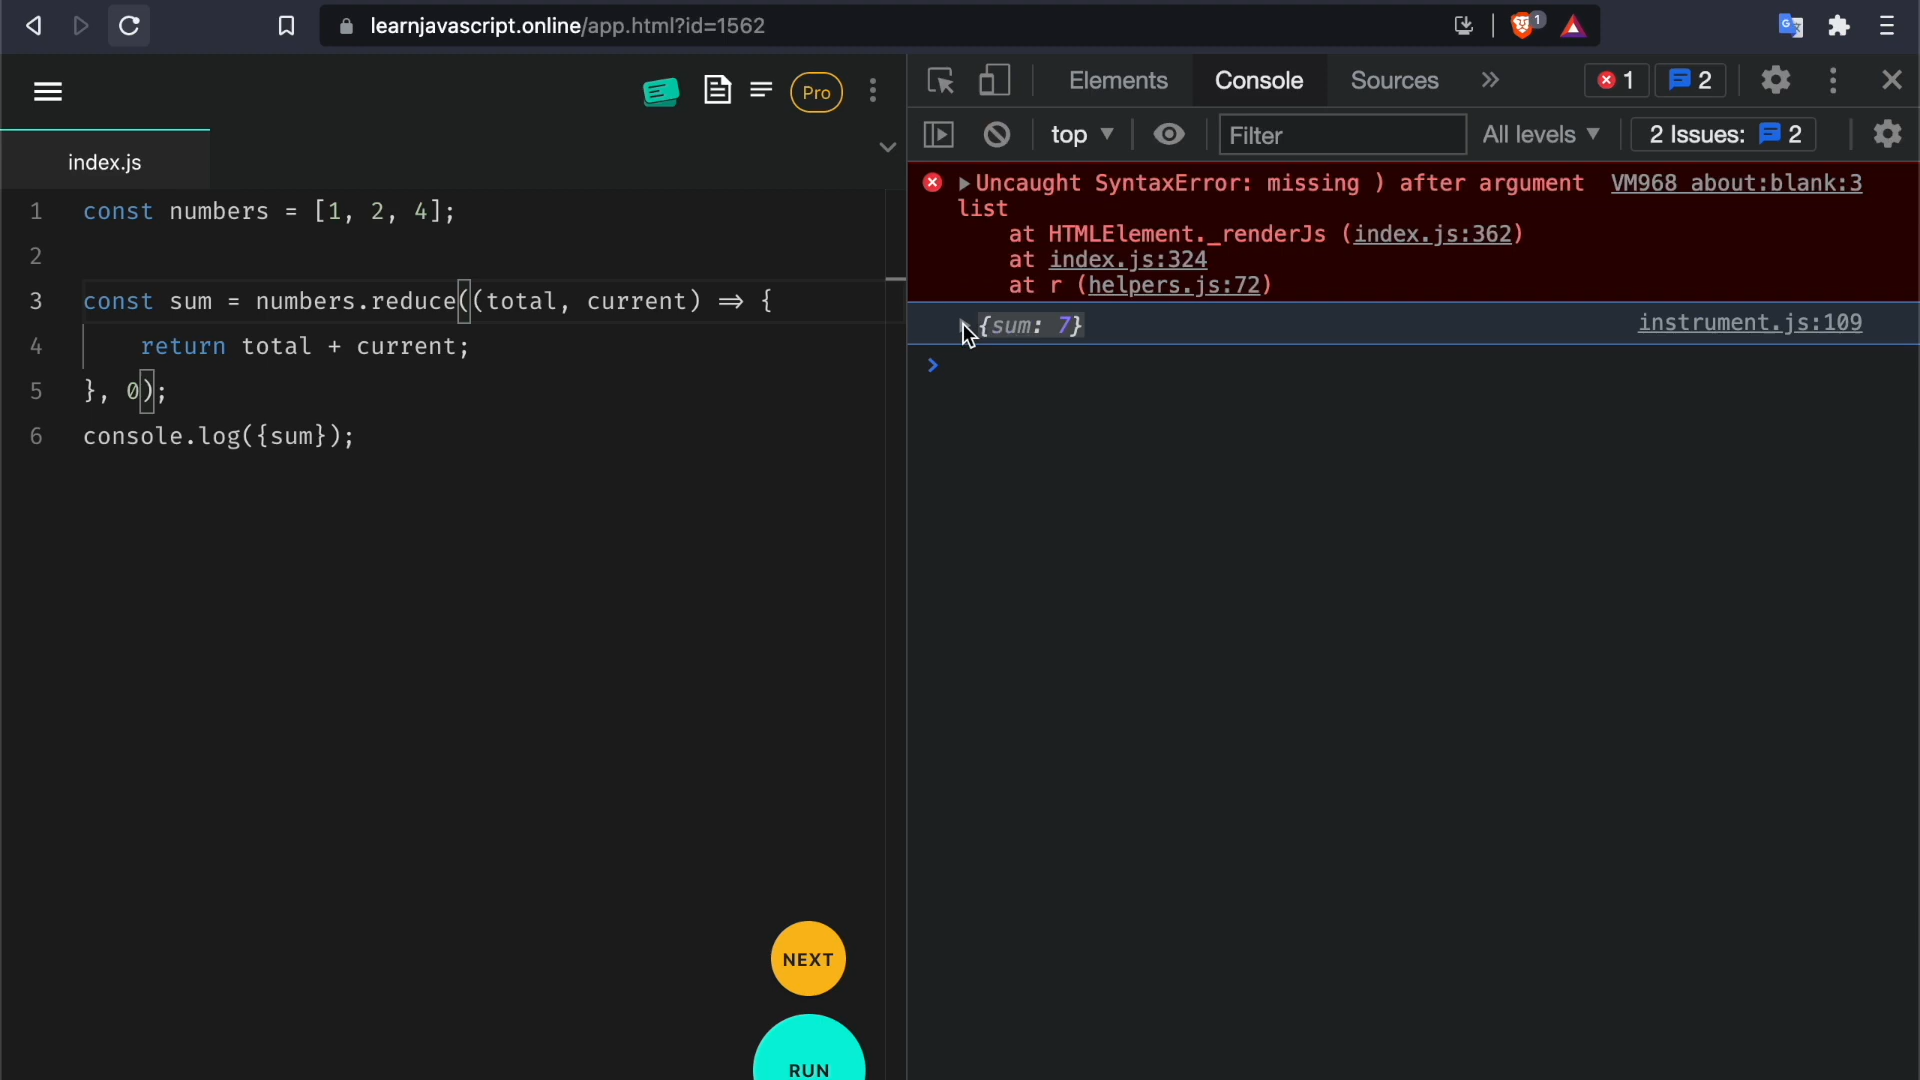 learnjavascript.online/app.html?id=1562
1
Pro
Elements Console Sources » 1 2
top Filter All levels 2 Issues: 2
index.js
1 const numbers = [1, 2, 4];
2
3 const sum = numbers.reduce((total, current) => {
4 return total + current;
5 }, 0);
6 console.log({sum});
NEXT
RUN
Uncaught SyntaxError: missing ) after argument VM968 about:blank:3
list
at HTMLElement._renderJs (index.js:362)
at index.js:324
at r (helpers.js:72)
{sum: 7} instrument.js:109